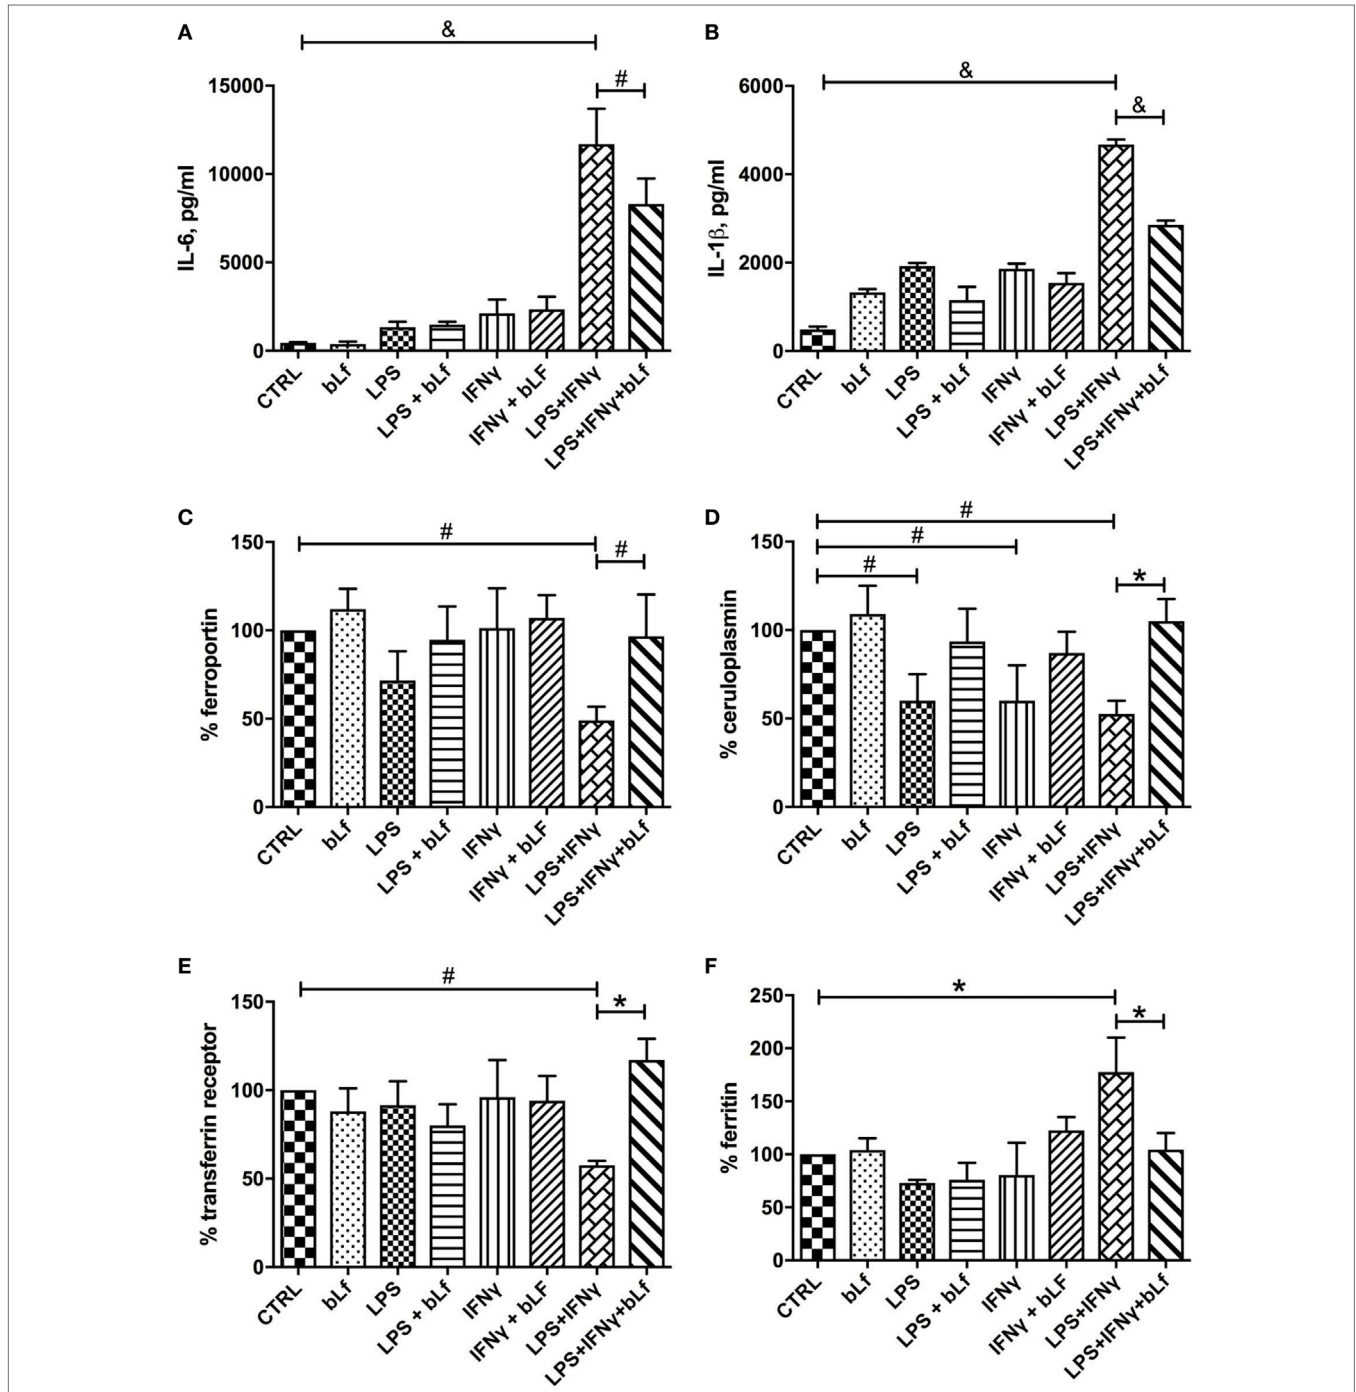 A
&
#
15000
10000
5000
0
IL-6, pg/ml
CTRL
bLf
LPS
LPS + bLf
IFNγ
IFNγ + bLF
LPS+IFNγ
LPS+IFNγ+bLf
B
&
&
6000
4000
2000
0
IL-1β, pg/ml
CTRL
bLf
LPS
LPS + bLf
IFNγ
IFNγ + bLF
LPS+IFNγ
LPS+IFNγ+bLf
C
#
#
150
100
50
0
% ferroportin
CTRL
bLf
LPS
LPS + bLf
IFNγ
IFNγ + bLF
LPS+IFNγ
LPS+IFNγ+bLf
D
#
#
#
*
150
100
50
0
% ceruloplasmin
CTRL
bLf
LPS
LPS + bLf
IFNγ
IFNγ + bLF
LPS+IFNγ
LPS+IFNγ+bLf
E
#
*
150
100
50
0
% transferrin receptor
CTRL
bLf
LPS
LPS + bLf
IFNγ
IFNγ + bLF
LPS+IFNγ
LPS+IFNγ+bLf
F
*
*
250
200
150
100
50
0
% ferritin
CTRL
bLf
LPS
LPS + bLf
IFNγ
IFNγ + bLF
LPS+IFNγ
LPS+IFNγ+bLf